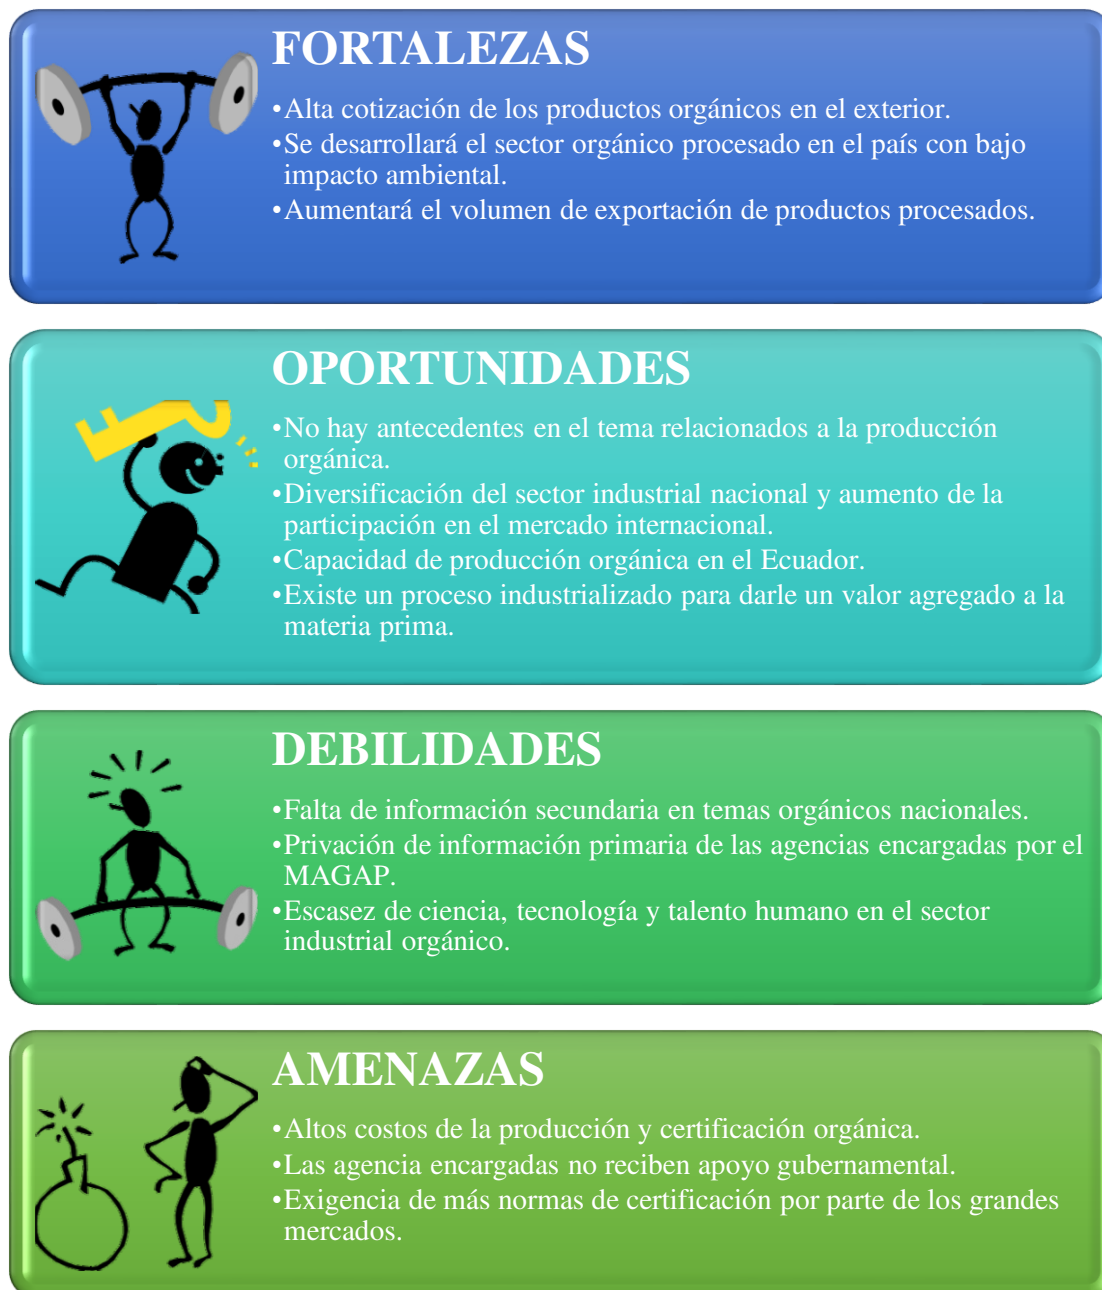 FORTALEZAS
•Alta cotización de los productos orgánicos en el exterior.
•Se desarrollará el sector orgánico procesado en el país con bajo
impacto ambiental.
•Aumentará el volumen de exportación de productos procesados.
OPORTUNIDADES
•No hay antecedentes en el tema relacionados a la producción
orgánica.
•Diversificación del sector industrial nacional y aumento de la
participación en el mercado internacional.
•Capacidad de producción orgánica en el Ecuador.
•Existe un proceso industrializado para darle un valor agregado a la
materia prima.
DEBILIDADES
•Falta de información secundaria en temas orgánicos nacionales.
•Privación de información primaria de las agencias encargadas por el
MAGAP.
•Escasez de ciencia, tecnología y talento humano en el sector
industrial orgánico.
AMENAZAS
•Altos costos de la producción y certificación orgánica.
•Las agencia encargadas no reciben apoyo gubernamental.
•Exigencia de más normas de certificación por parte de los grandes
mercados.